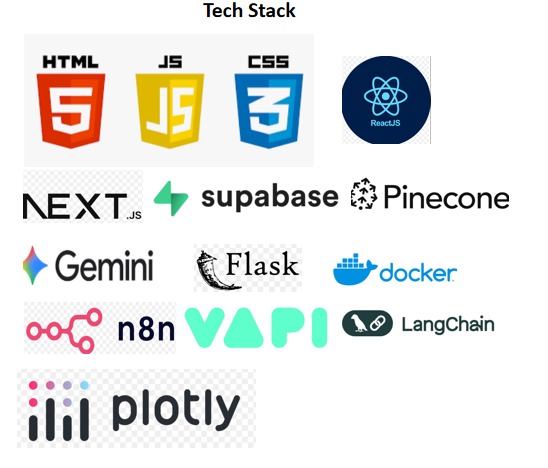 Tech Stack
HTML JS CSS
5 JS 3
ReactJS
NEXT.JS supabase Pinecone
Gemini Flask docker
n8n VAPI LangChain
plotly